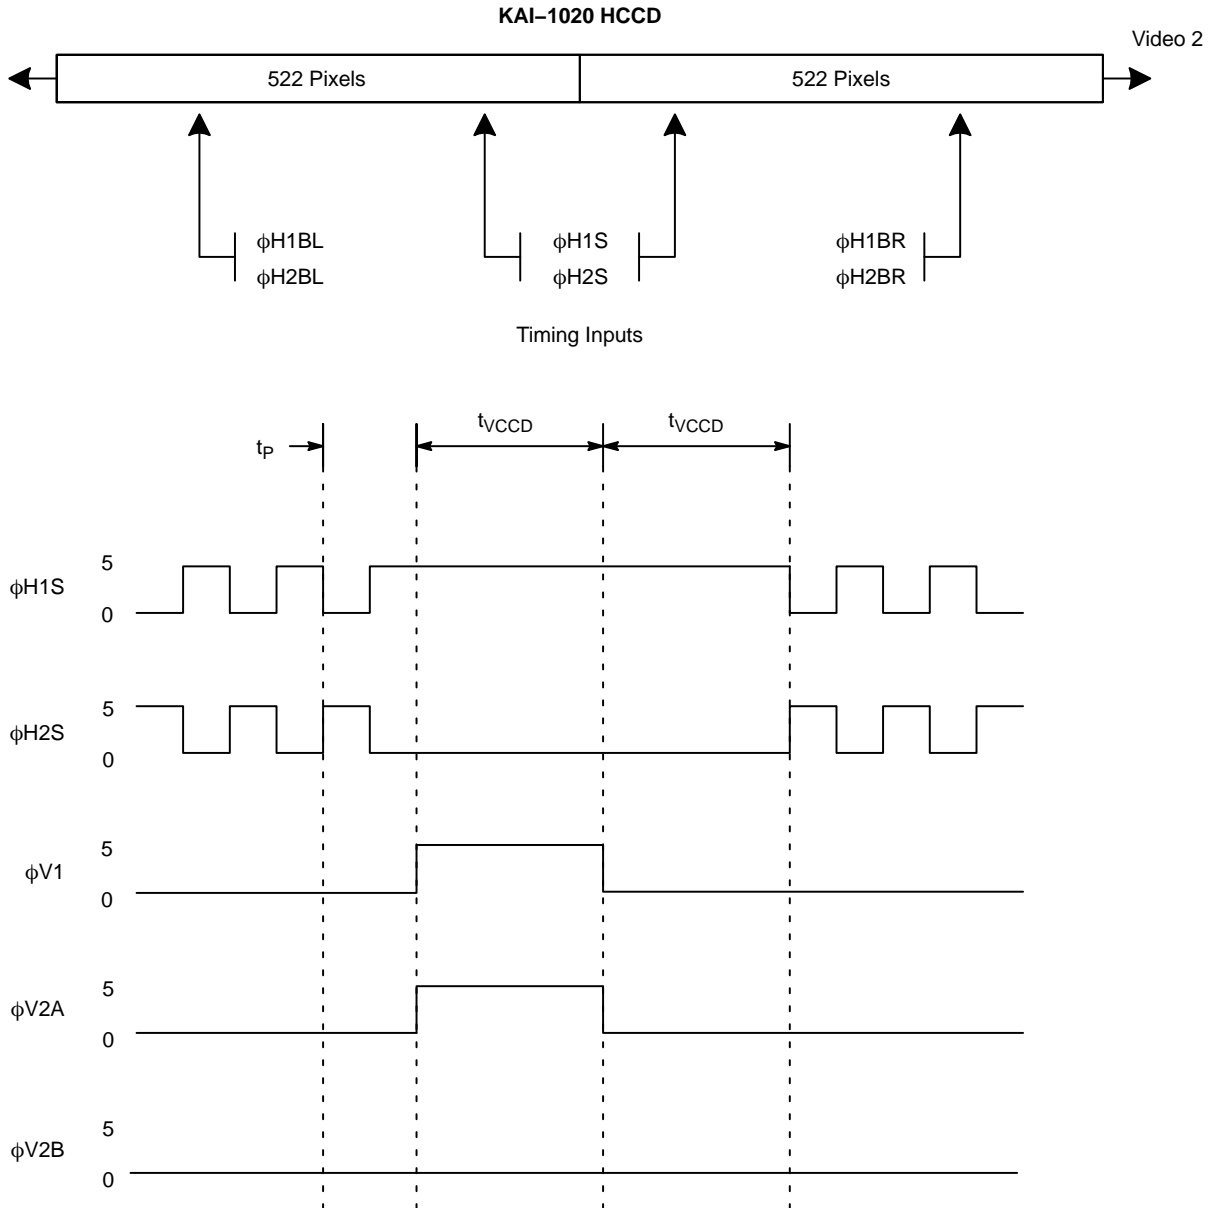 KAI–1020 HCCD
Video 2
522 Pixels
522 Pixels
ϕH1BL
ϕH2BL
ϕH1S
ϕH2S
ϕH1BR
ϕH2BR
Timing Inputs
tP
tVCCD
tVCCD
ϕH1S
5
0
ϕH2S
5
0
ϕV1
5
0
ϕV2A
5
0
ϕV2B
5
0